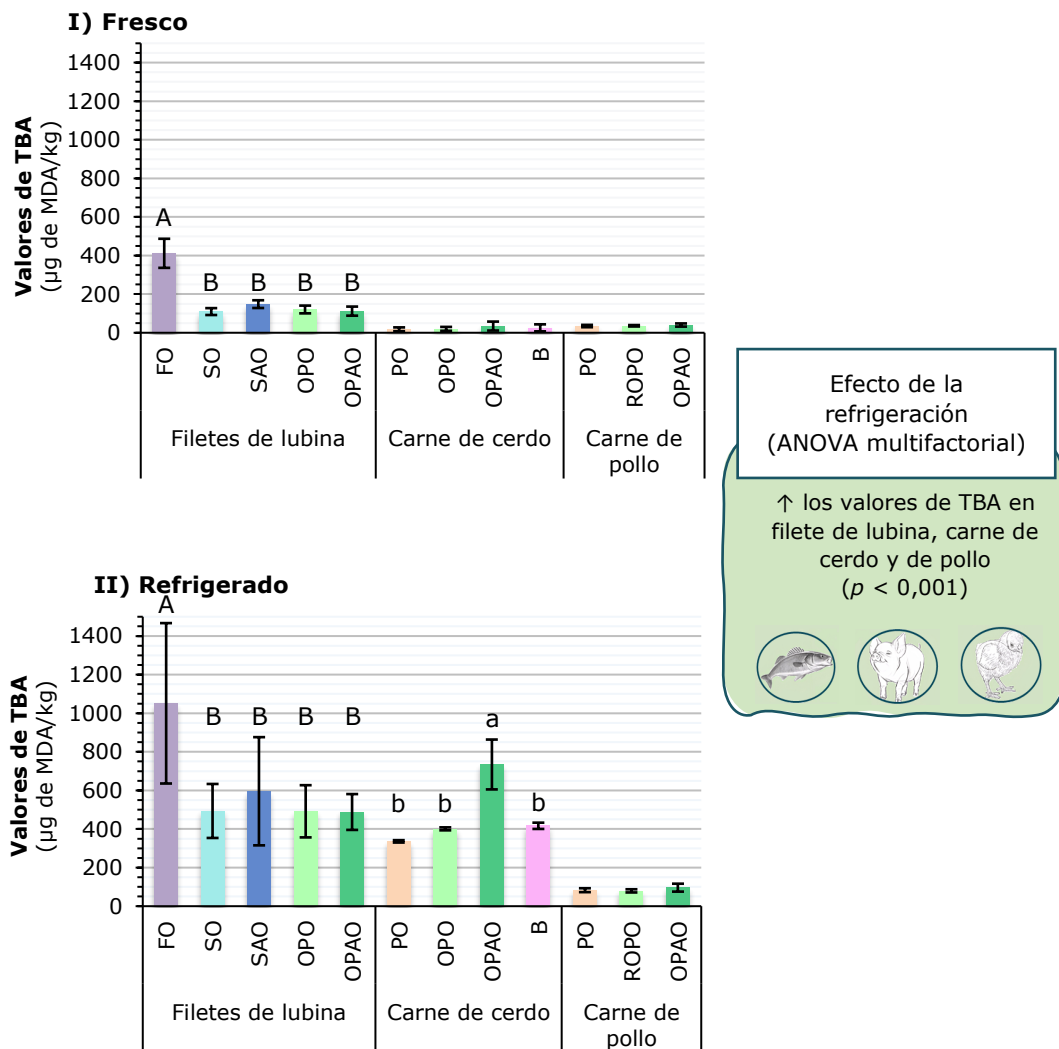 I) Fresco
Valores de TBA
(µg de MDA/kg)
1400
1200
1000
800
600
400
200
0
A
B
B
B
B
FO
SO
SAO
OPO
OPAO
PO
OPO
OPAO
B
PO
ROPO
OPAO
Filetes de lubina
Carne de cerdo
Carne de
pollo
Efecto de la
refrigeración
(ANOVA multifactorial)
↑ los valores de TBA en
filete de lubina, carne de
cerdo y de pollo
(p < 0,001)
II) Refrigerado
Valores de TBA
(µg de MDA/kg)
1400
1200
1000
800
600
400
200
0
A
B
B
B
B
b
b
a
b
FO
SO
SAO
OPO
OPAO
PO
OPO
OPAO
B
PO
ROPO
OPAO
Filetes de lubina
Carne de cerdo
Carne de
pollo